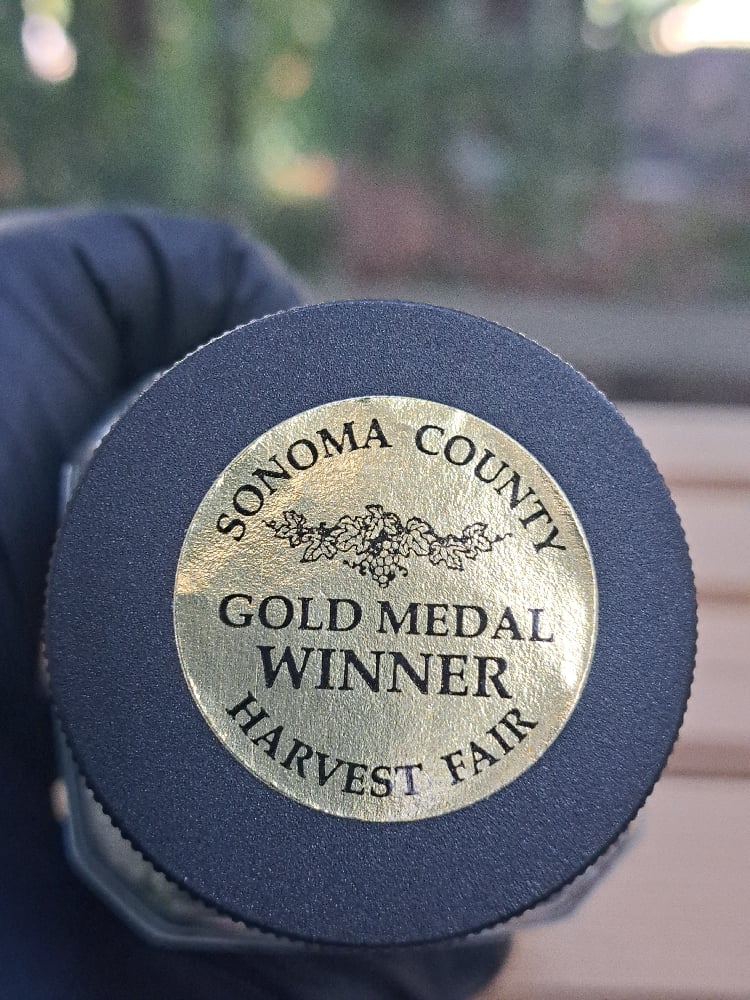 SONOMA COUNTY
GOLD MEDAL
WINNER
HARVEST FAIR